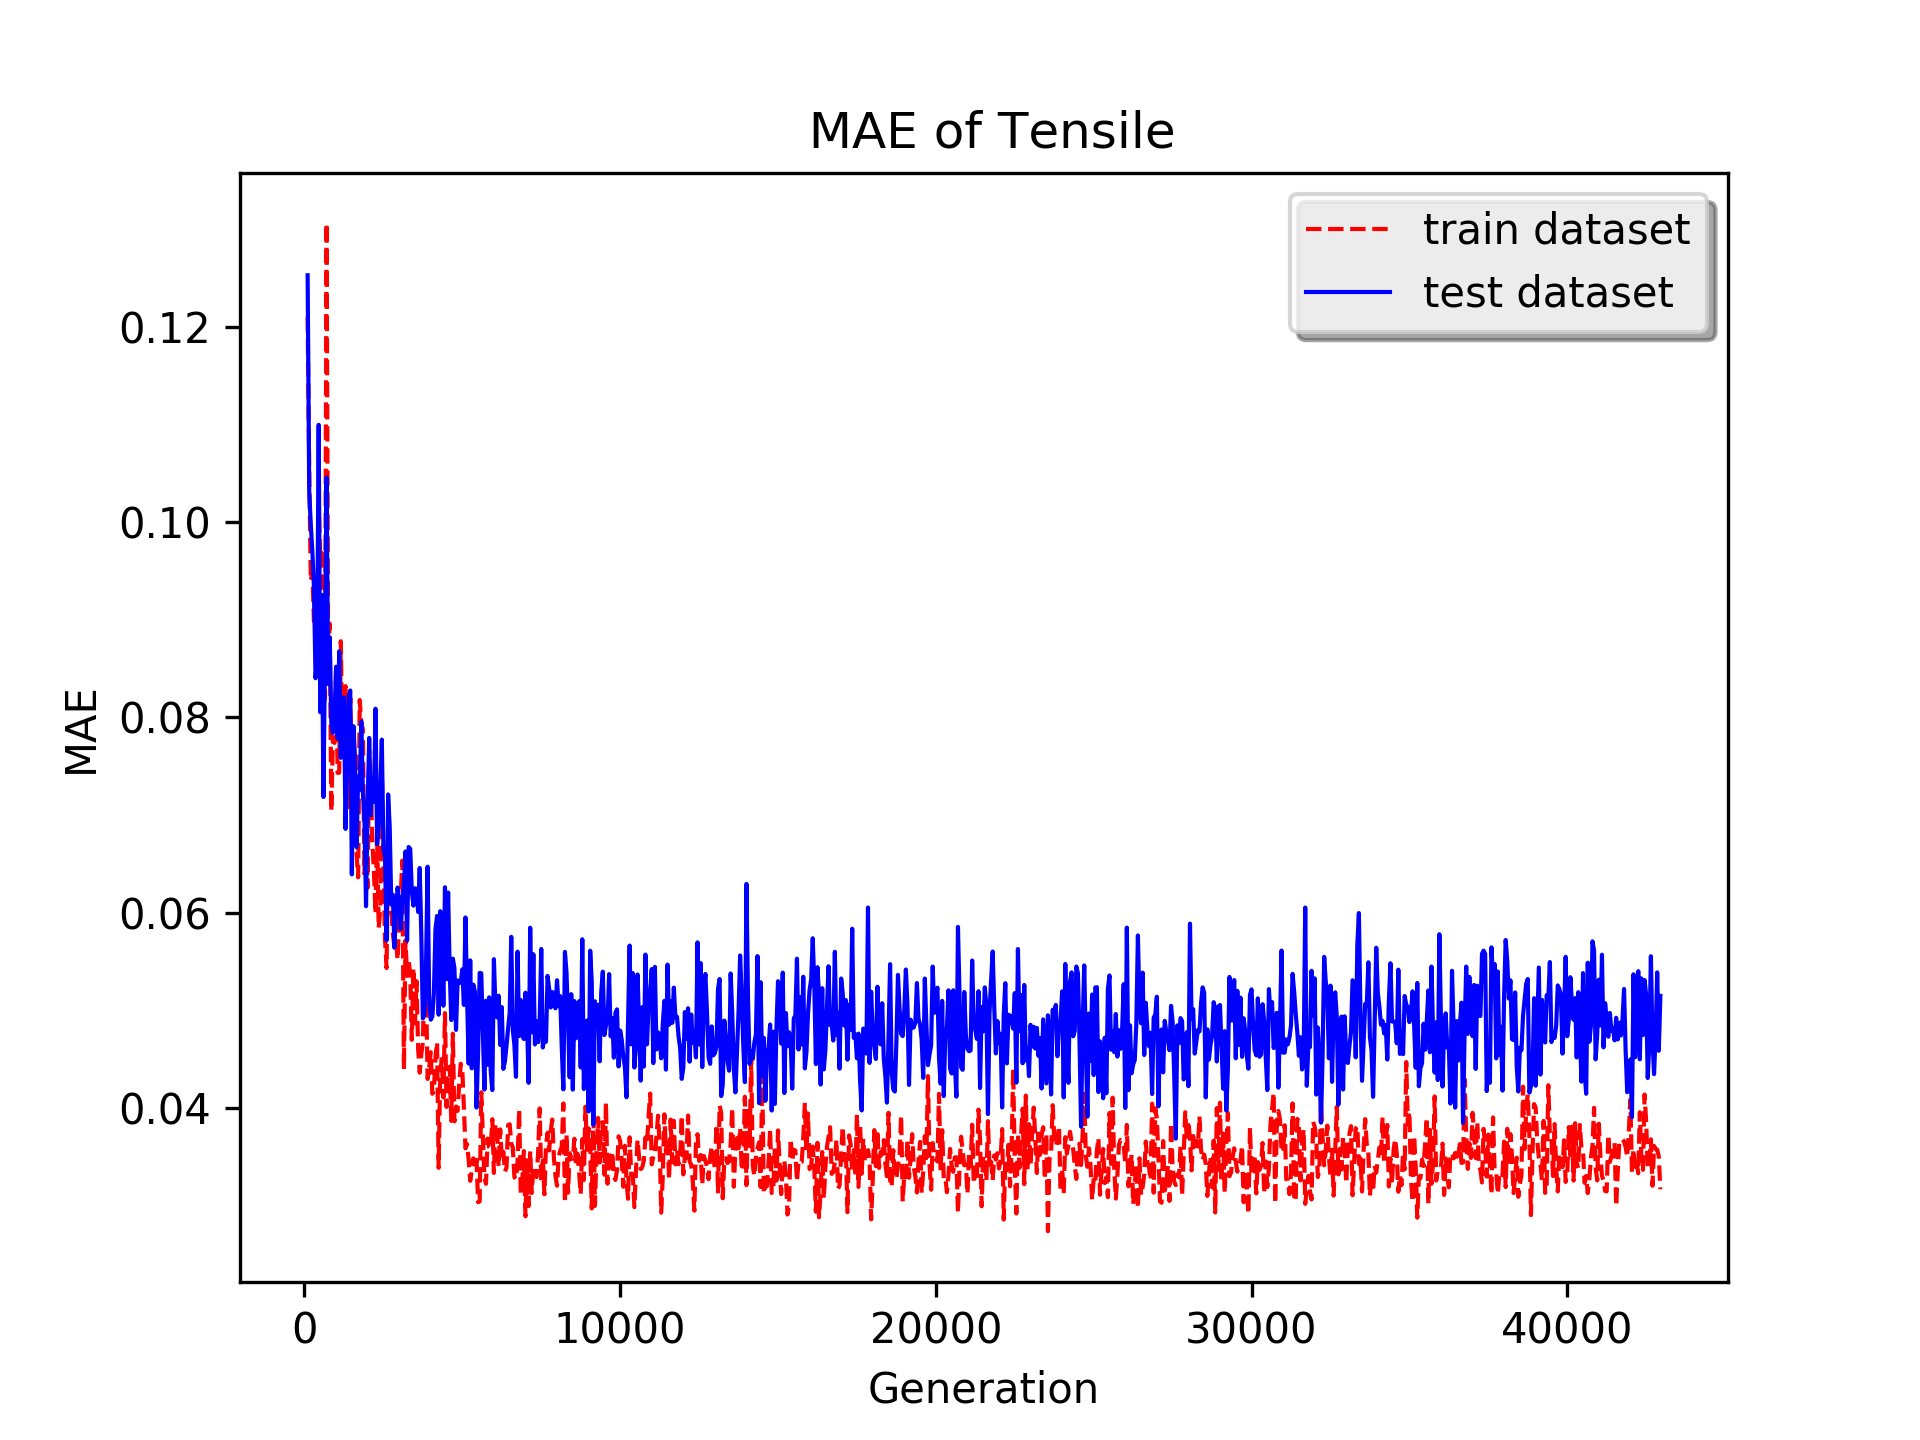 MAE of Tensile
train dataset
test dataset
MAE
0.12
0.10
0.08
0.06
0.04
0
10000
20000
30000
40000
Generation